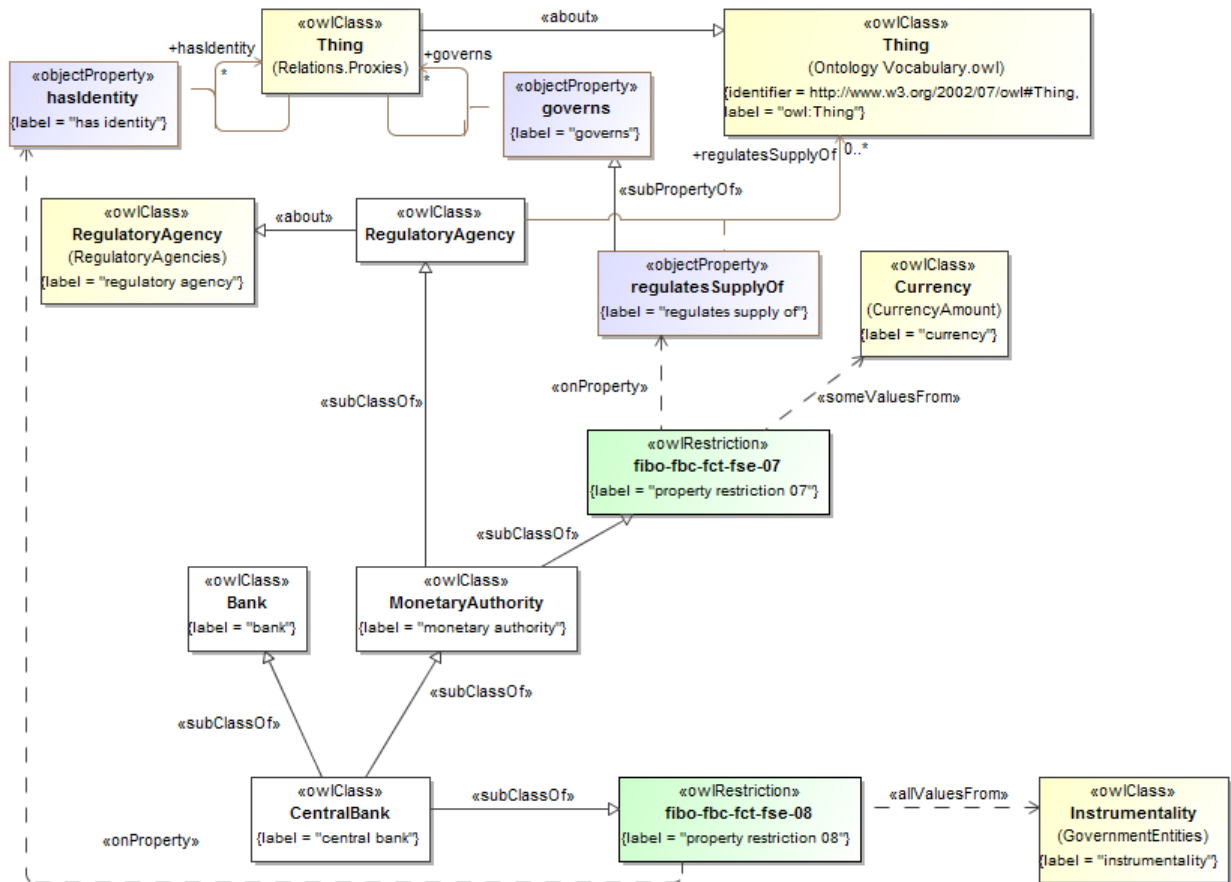 «owlClass»
Thing
(Relations.Proxies)
«about»
«owlClass»
Thing
(Ontology Vocabulary.owl)
{identifier = http://www.w3.org/2002/07/owl#Thing,
label = "owl:Thing"}
+hasIdentity
*
+governs
*
«objectProperty»
hasIdentity
{label = "has identity"}
«objectProperty»
governs
{label = "governs"}
+regulatesSupplyOf
0..*
«subPropertyOf»
«owlClass»
RegulatoryAgency
(RegulatoryAgencies)
{label = "regulatory agency"}
«about»
«owlClass»
RegulatoryAgency
«objectProperty»
regulatesSupplyOf
{label = "regulates supply of"}
«owlClass»
Currency
(CurrencyAmount)
{label = "currency"}
«onProperty»
«someValuesFrom»
«subClassOf»
«owlRestriction»
fibo-fbc-fct-fse-07
{label = "property restriction 07"}
«subClassOf»
«owlClass»
Bank
{label = "bank"}
«owlClass»
MonetaryAuthority
{label = "monetary authority"}
«subClassOf»
«subClassOf»
«owlClass»
CentralBank
{label = "central bank"}
«subClassOf»
«owlRestriction»
fibo-fbc-fct-fse-08
{label = "property restriction 08"}
«allValuesFrom»
«owlClass»
Instrumentality
(GovernmentEntities)
{label = "instrumentality"}
«onProperty»